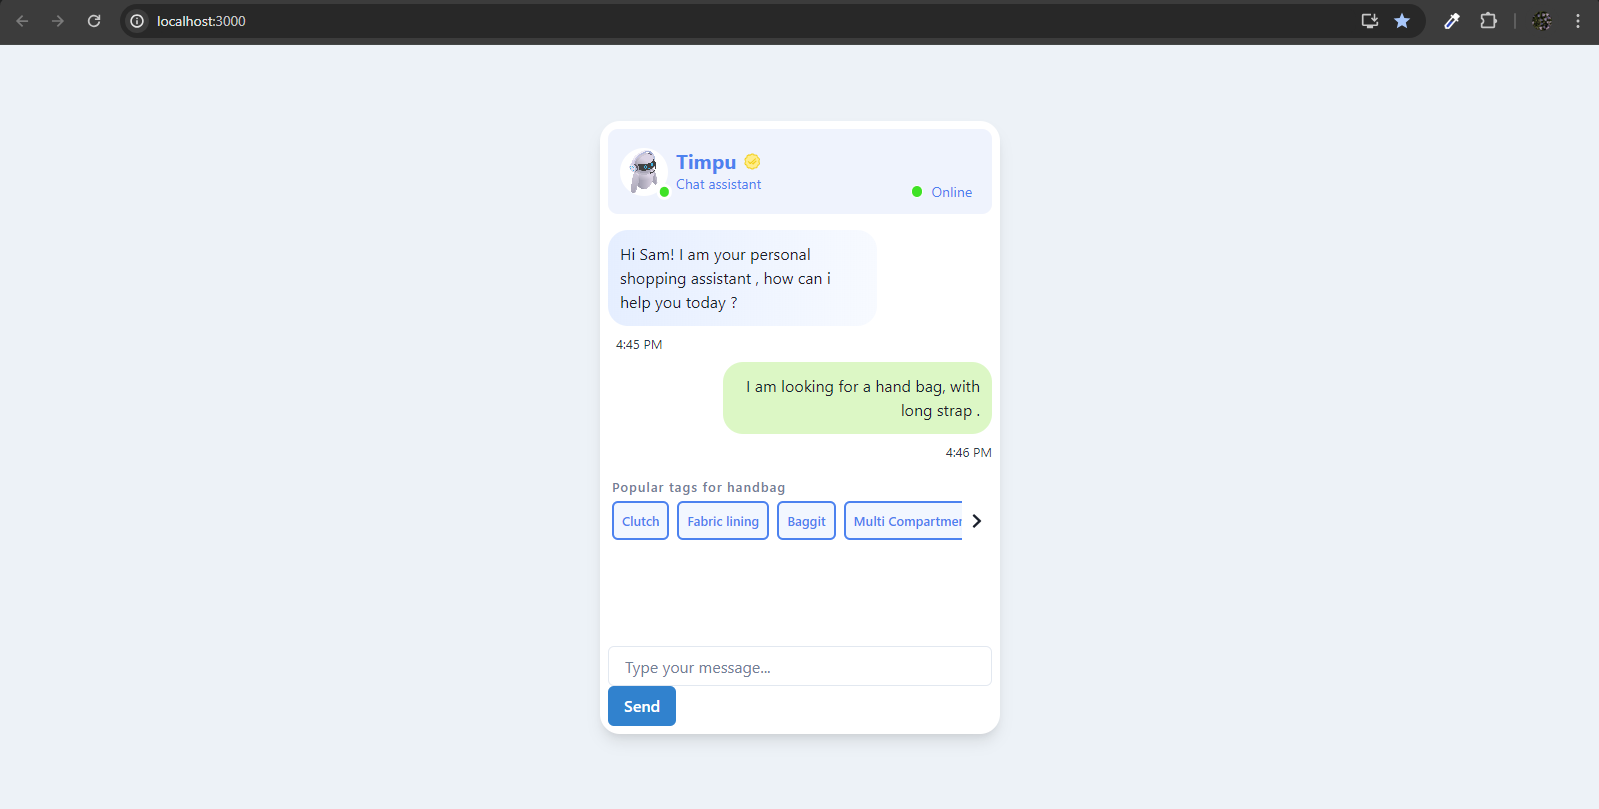 localhost:3000
Timpu
Chat assistant
Online
Hi Sam! I am your personal
shopping assistant , how can i
help you today ?
4:45 PM
I am looking for a hand bag, with
long strap .
4:46 PM
Popular tags for handbag
Clutch Fabric lining Baggit Multi Compartmen
Type your message...
Send